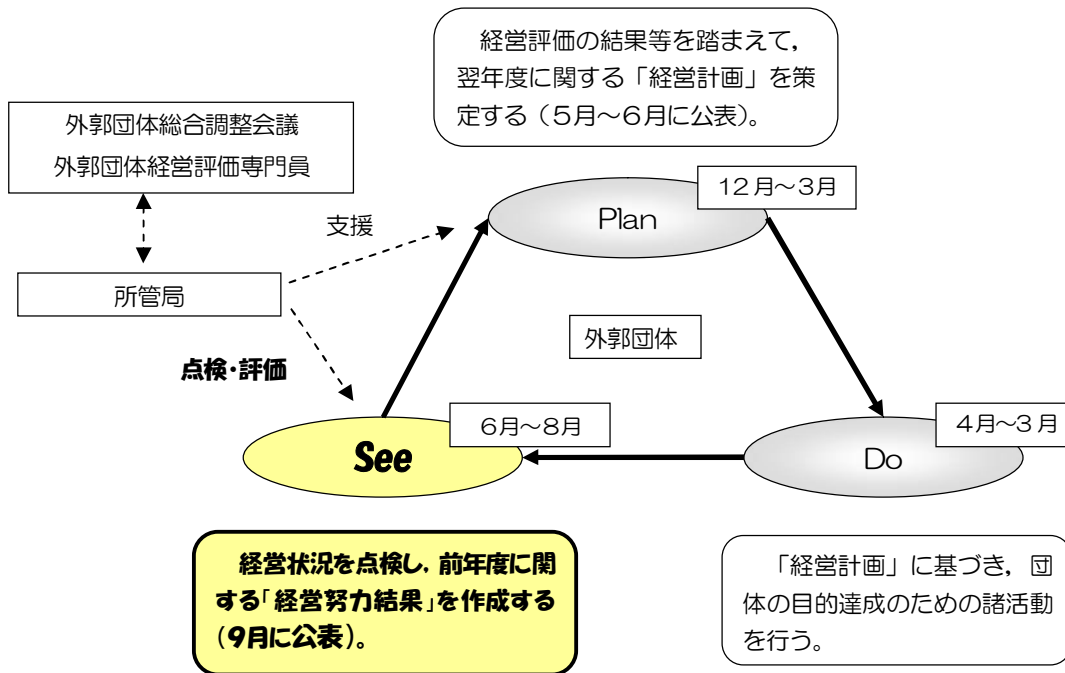 経営評価の結果等を踏まえて，
翌年度に関する「経営計画」を策
定する（５月～６月に公表）。
外郭団体総合調整会議
外郭団体経営評価専門員
12月～３月
Plan
支援
所管局
外郭団体
点検・評価
６月～８月
See
４月～３月
Do
経営状況を点検し，前年度に関
する「経営努力結果」を作成する
（９月に公表）。
「経営計画」に基づき，団
体の目的達成のための諸活動
を行う。